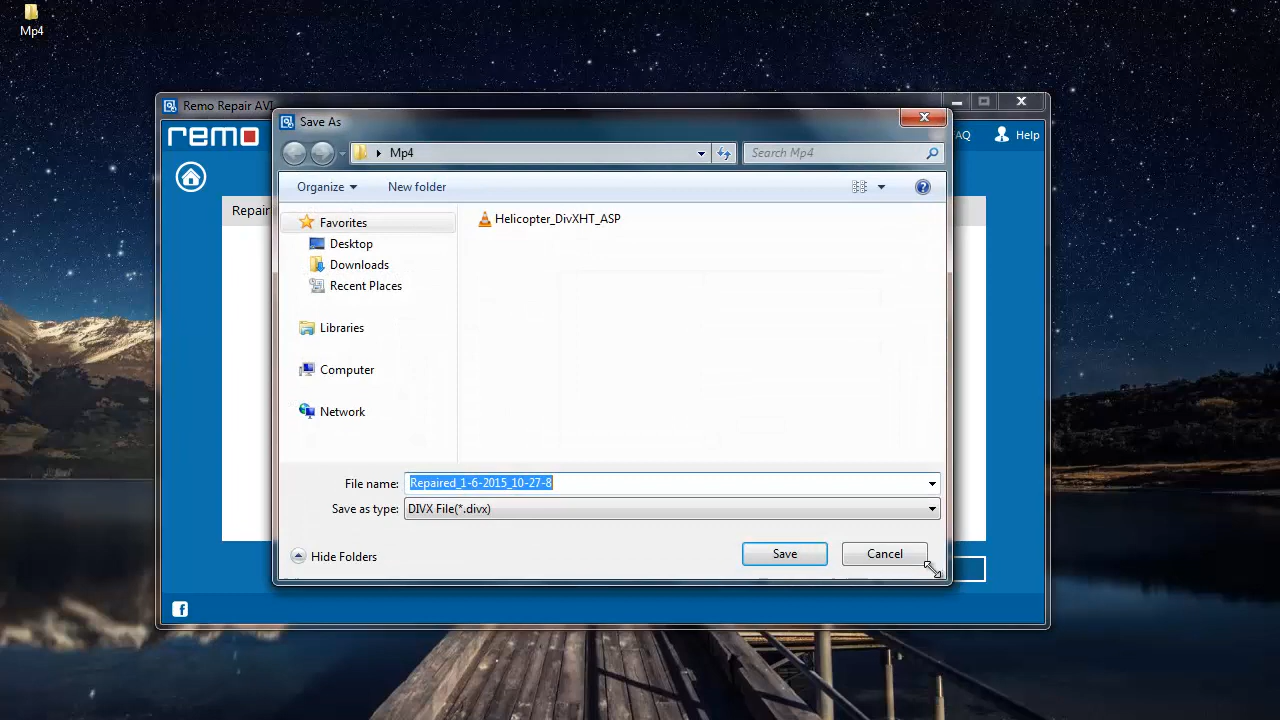 Mp4
Remo Repair AVI
Save As
remo
FAQ
Help
Mp4
Search Mp4
Organize
New folder
Repair
Favorites
Helicopter_DivXHT_ASP
Desktop
Downloads
Recent Places
Libraries
Computer
Network
File name:
Repaired_1-6-2015_10-27-8
Save as type:
DIVX File(*.divx)
Hide Folders
Save
Cancel
f